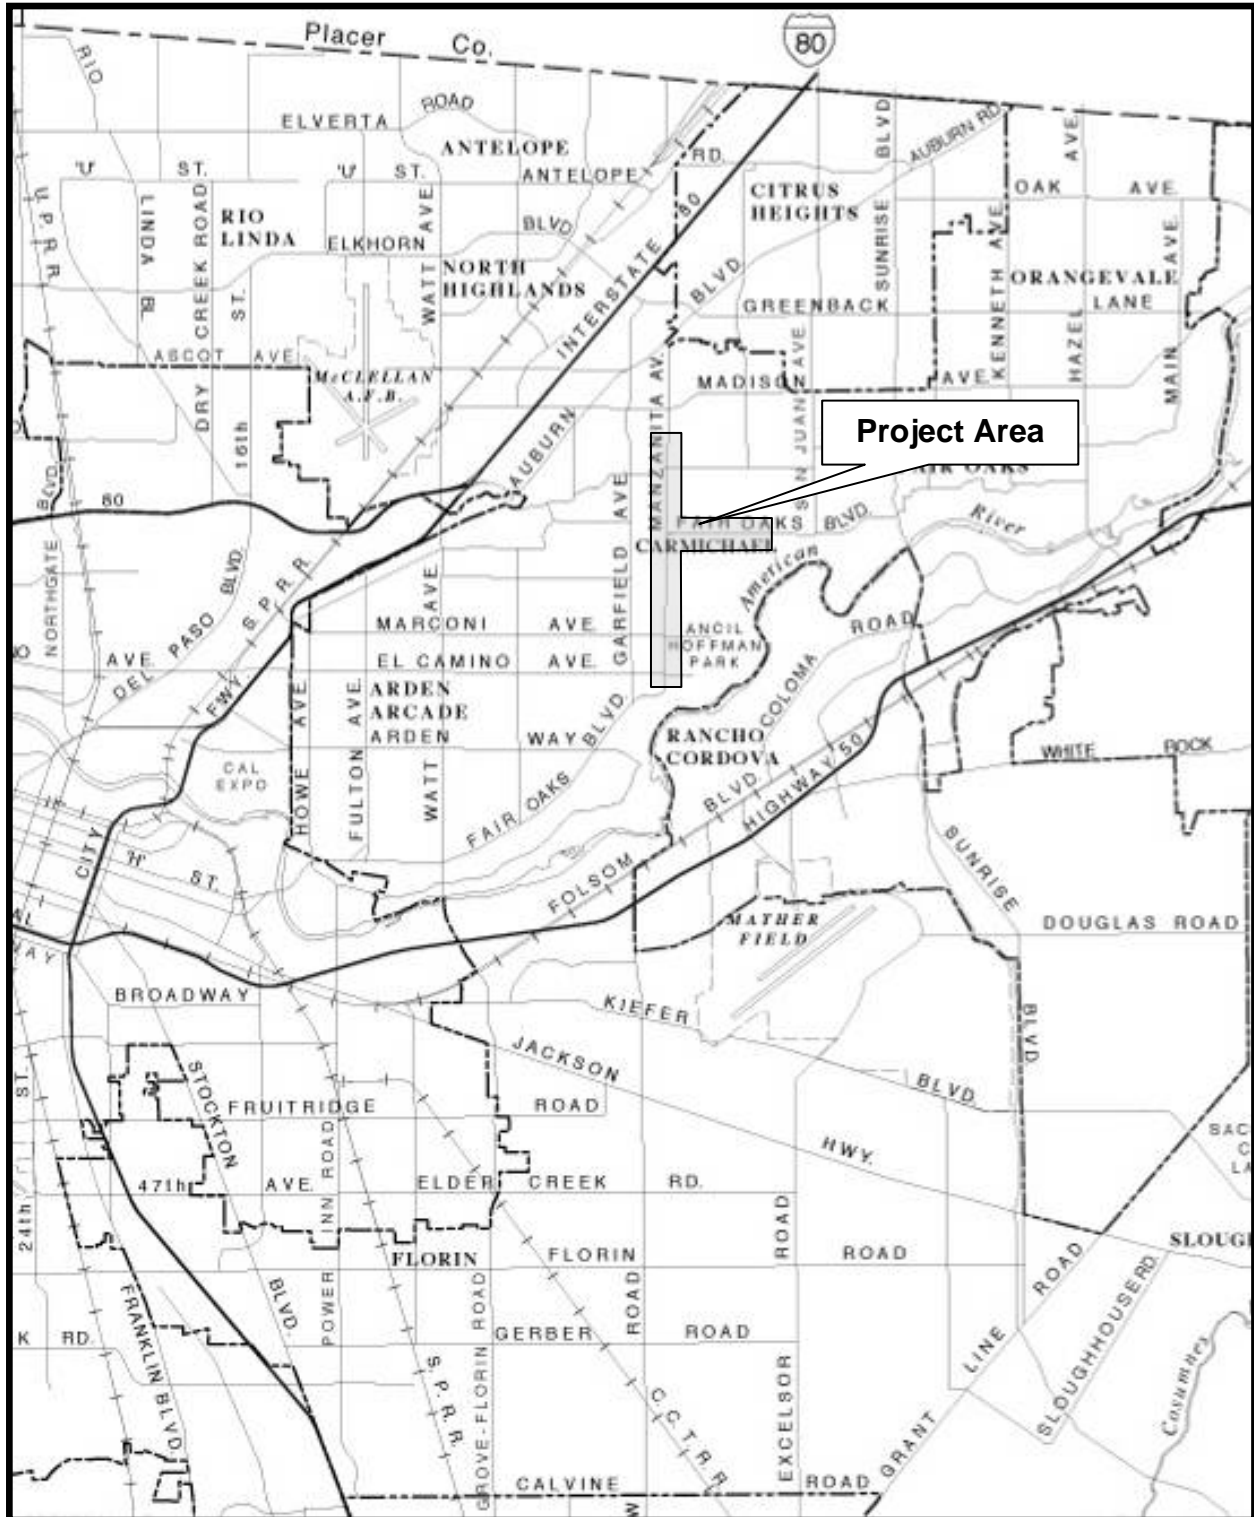 Placer Co.
80
RIO
ELVERTA ROAD
ANTELOPE
'U' ST. 'U' ST. ANTELOPE RD.
BLVD
AUBURN RD.
AVE.
U.P.R.R.
LINDA BL.
DRY CREEK ROAD
RIO
LINDA
WATT AVE.
CITRUS
HEIGHTS
SUNRISE
OAK AVE.
ELKHORN BLVD.
INTERSTATE 80
KENNETH AVE.
NORTH
HIGHLANDS
BLVD.
ORANGEVALE
GREENBACK LANE
ST.
ASCOT AVE.
McCLELLAN
A.F.B.
MANZANITA AV.
MADISON AVE.
HAZEL
MAIN AVE.
16th
AUBURN
SAN JUAN AVE.
Project Area
OAKS
80
BLVD.
NORTHGATE
DEL PASO BLVD.
S.P.R.R.
GARFIELD AVE
FAIR OAKS BLVD.
CARMICHAEL
River
American
WATT AVE.
MARCONI AVE.
EL CAMINO AVE.
ANCIL
HOFFMAN
PARK
ROAD
COLOMA
AVE.
FWY
HOWE AVE.
FULTON AVE.
ARDEN
ARCADE
ARDEN WAY
FAIR OAKS BLVD.
RANCHO
CORDOVA
CAL
EXPO
WATT
BLVD.
HIGHWAY 50
WHITE ROCK
CITY
'H' ST.
FOLSOM
SUNRISE
MATHER
FIELD
DOUGLAS ROAD
BROADWAY
KIEFER
BLVD.
JACKSON
BLVD.
ST.
STOCKTON
FRUITRIDGE ROAD
HWY.
47th AVE.
ELDER CREEK RD.
24th
POWER INN ROAD
FLORIN
FLORIN ROAD
ROAD
ROAD
BLVD.
FRANKLIN BLVD.
K RD.
GERBER ROAD
ROAD
LINE
SLOUGHHOUSE RD.
Cosumnes
S.P.R.R.
GROVE-FLORIN ROAD
C.C.T.R.R.
EXCELSOR
GRANT
CALVINE ROAD